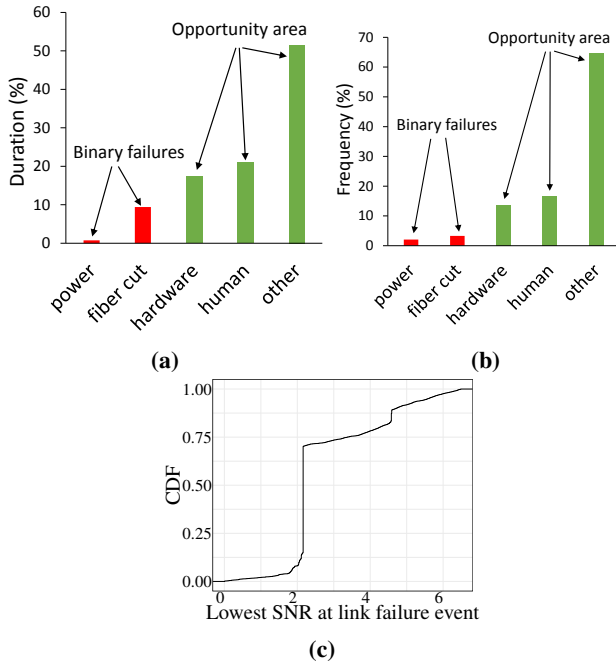 60
50
40
30
20
10
0
Duration (%)
Opportunity area
Binary failures
power
fiber cut
hardware
human
other
(a)
70
60
50
40
30
20
10
0
Frequency (%)
Opportunity area
Binary failures
power
fiber cut
hardware
human
other
(b)
1.00
0.75
0.50
0.25
0.00
CDF
0 2 4 6
Lowest SNR at link failure event
(c)